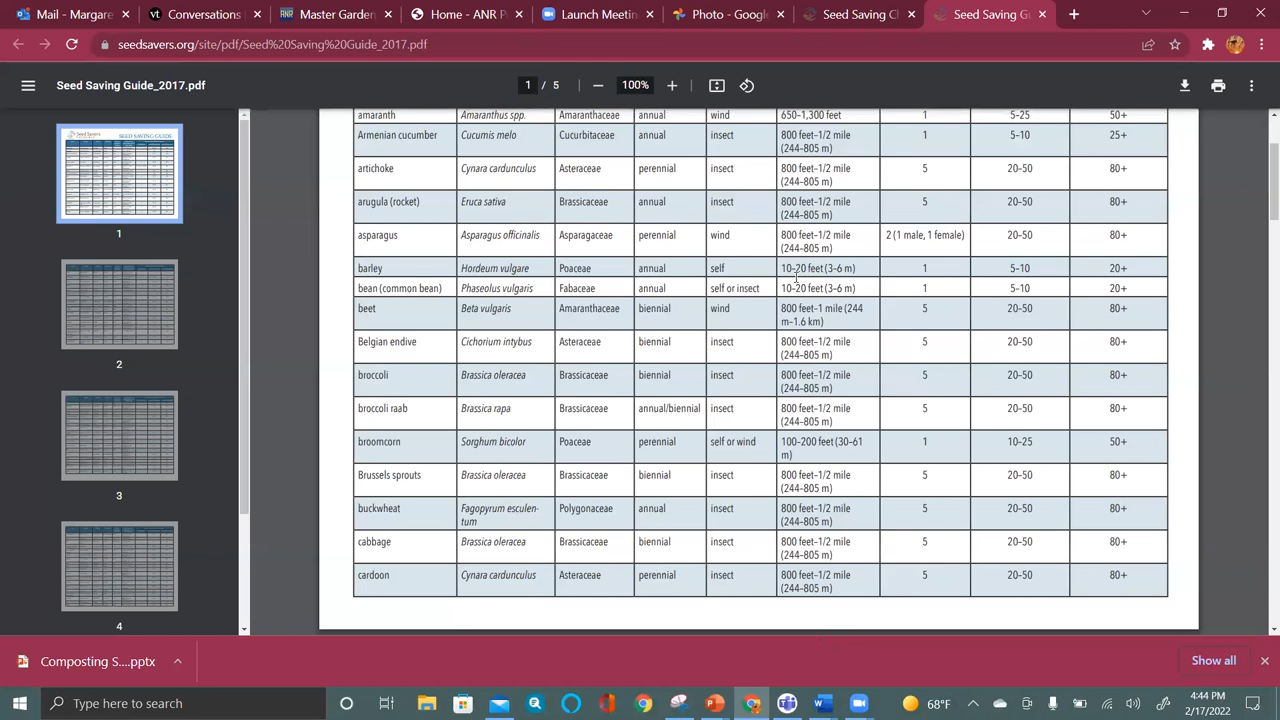 Mail - Margare
Conversations
Master Garden
Home - ANR Po
Launch Meetin
Photo - Google
Saving Cl
Seed Saving Gu
seedsavers.org/site/pdf/Seed%20Saving%20Guide_2017.pdf
Seed Saving Guide_2017.pdf
1 / 5
100%
amaranth Amaranthus spp. Amaranthaceae annual wind 650–1,300 feet 1 5–25 50+
Armenian cucumber Cucumis melo Cucurbitaceae annual insect 800 feet–1/2 mile (244–805 m) 1 5–10 25+
artichoke Cynara cardunculus Asteraceae perennial insect 800 feet–1/2 mile (244–805 m) 5 20–50 80+
arugula (rocket) Eruca sativa Brassicaceae annual insect 800 feet–1/2 mile (244–805 m) 5 20–50 80+
asparagus Asparagus officinalis Asparagaceae perennial wind 800 feet–1/2 mile (244–805 m) 2 (1 male, 1 female) 20–50 80+
barley Hordeum vulgare Poaceae annual self 10–20 feet (3–6 m) 1 5–10 20+
bean (common bean) Phaseolus vulgaris Fabaceae annual self or insect 10–20 feet (3–6 m) 1 5–10 20+
beet Beta vulgaris Amaranthaceae biennial wind 800 feet–1 mile (244 m–1.6 km) 5 20–50 80+
Belgian endive Cichorium intybus Asteraceae biennial insect 800 feet–1/2 mile (244–805 m) 5 20–50 80+
broccoli Brassica oleracea Brassicaceae biennial insect 800 feet–1/2 mile (244–805 m) 5 20–50 80+
broccoli raab Brassica rapa Brassicaceae annual/biennial insect 800 feet–1/2 mile (244–805 m) 5 20–50 80+
broomcorn Sorghum bicolor Poaceae perennial self or wind 100–200 feet (30–61 m) 1 10–25 50+
Brussels sprouts Brassica oleracea Brassicaceae biennial insect 800 feet–1/2 mile (244–805 m) 5 20–50 80+
buckwheat Fagopyrum esculen-tum Polygonaceae annual insect 800 feet–1/2 mile (244–805 m) 5 20–50 80+
cabbage Brassica oleracea Brassicaceae biennial insect 800 feet–1/2 mile (244–805 m) 5 20–50 80+
cardoon Cynara cardunculus Asteraceae perennial insect 800 feet–1/2 mile (244–805 m) 5 20–50 80+
SEED SAVING GUIDE
1
2
3
4
Composting S....pptx
Show all
Type here to search
68°F
4:44 PM
2/17/2022